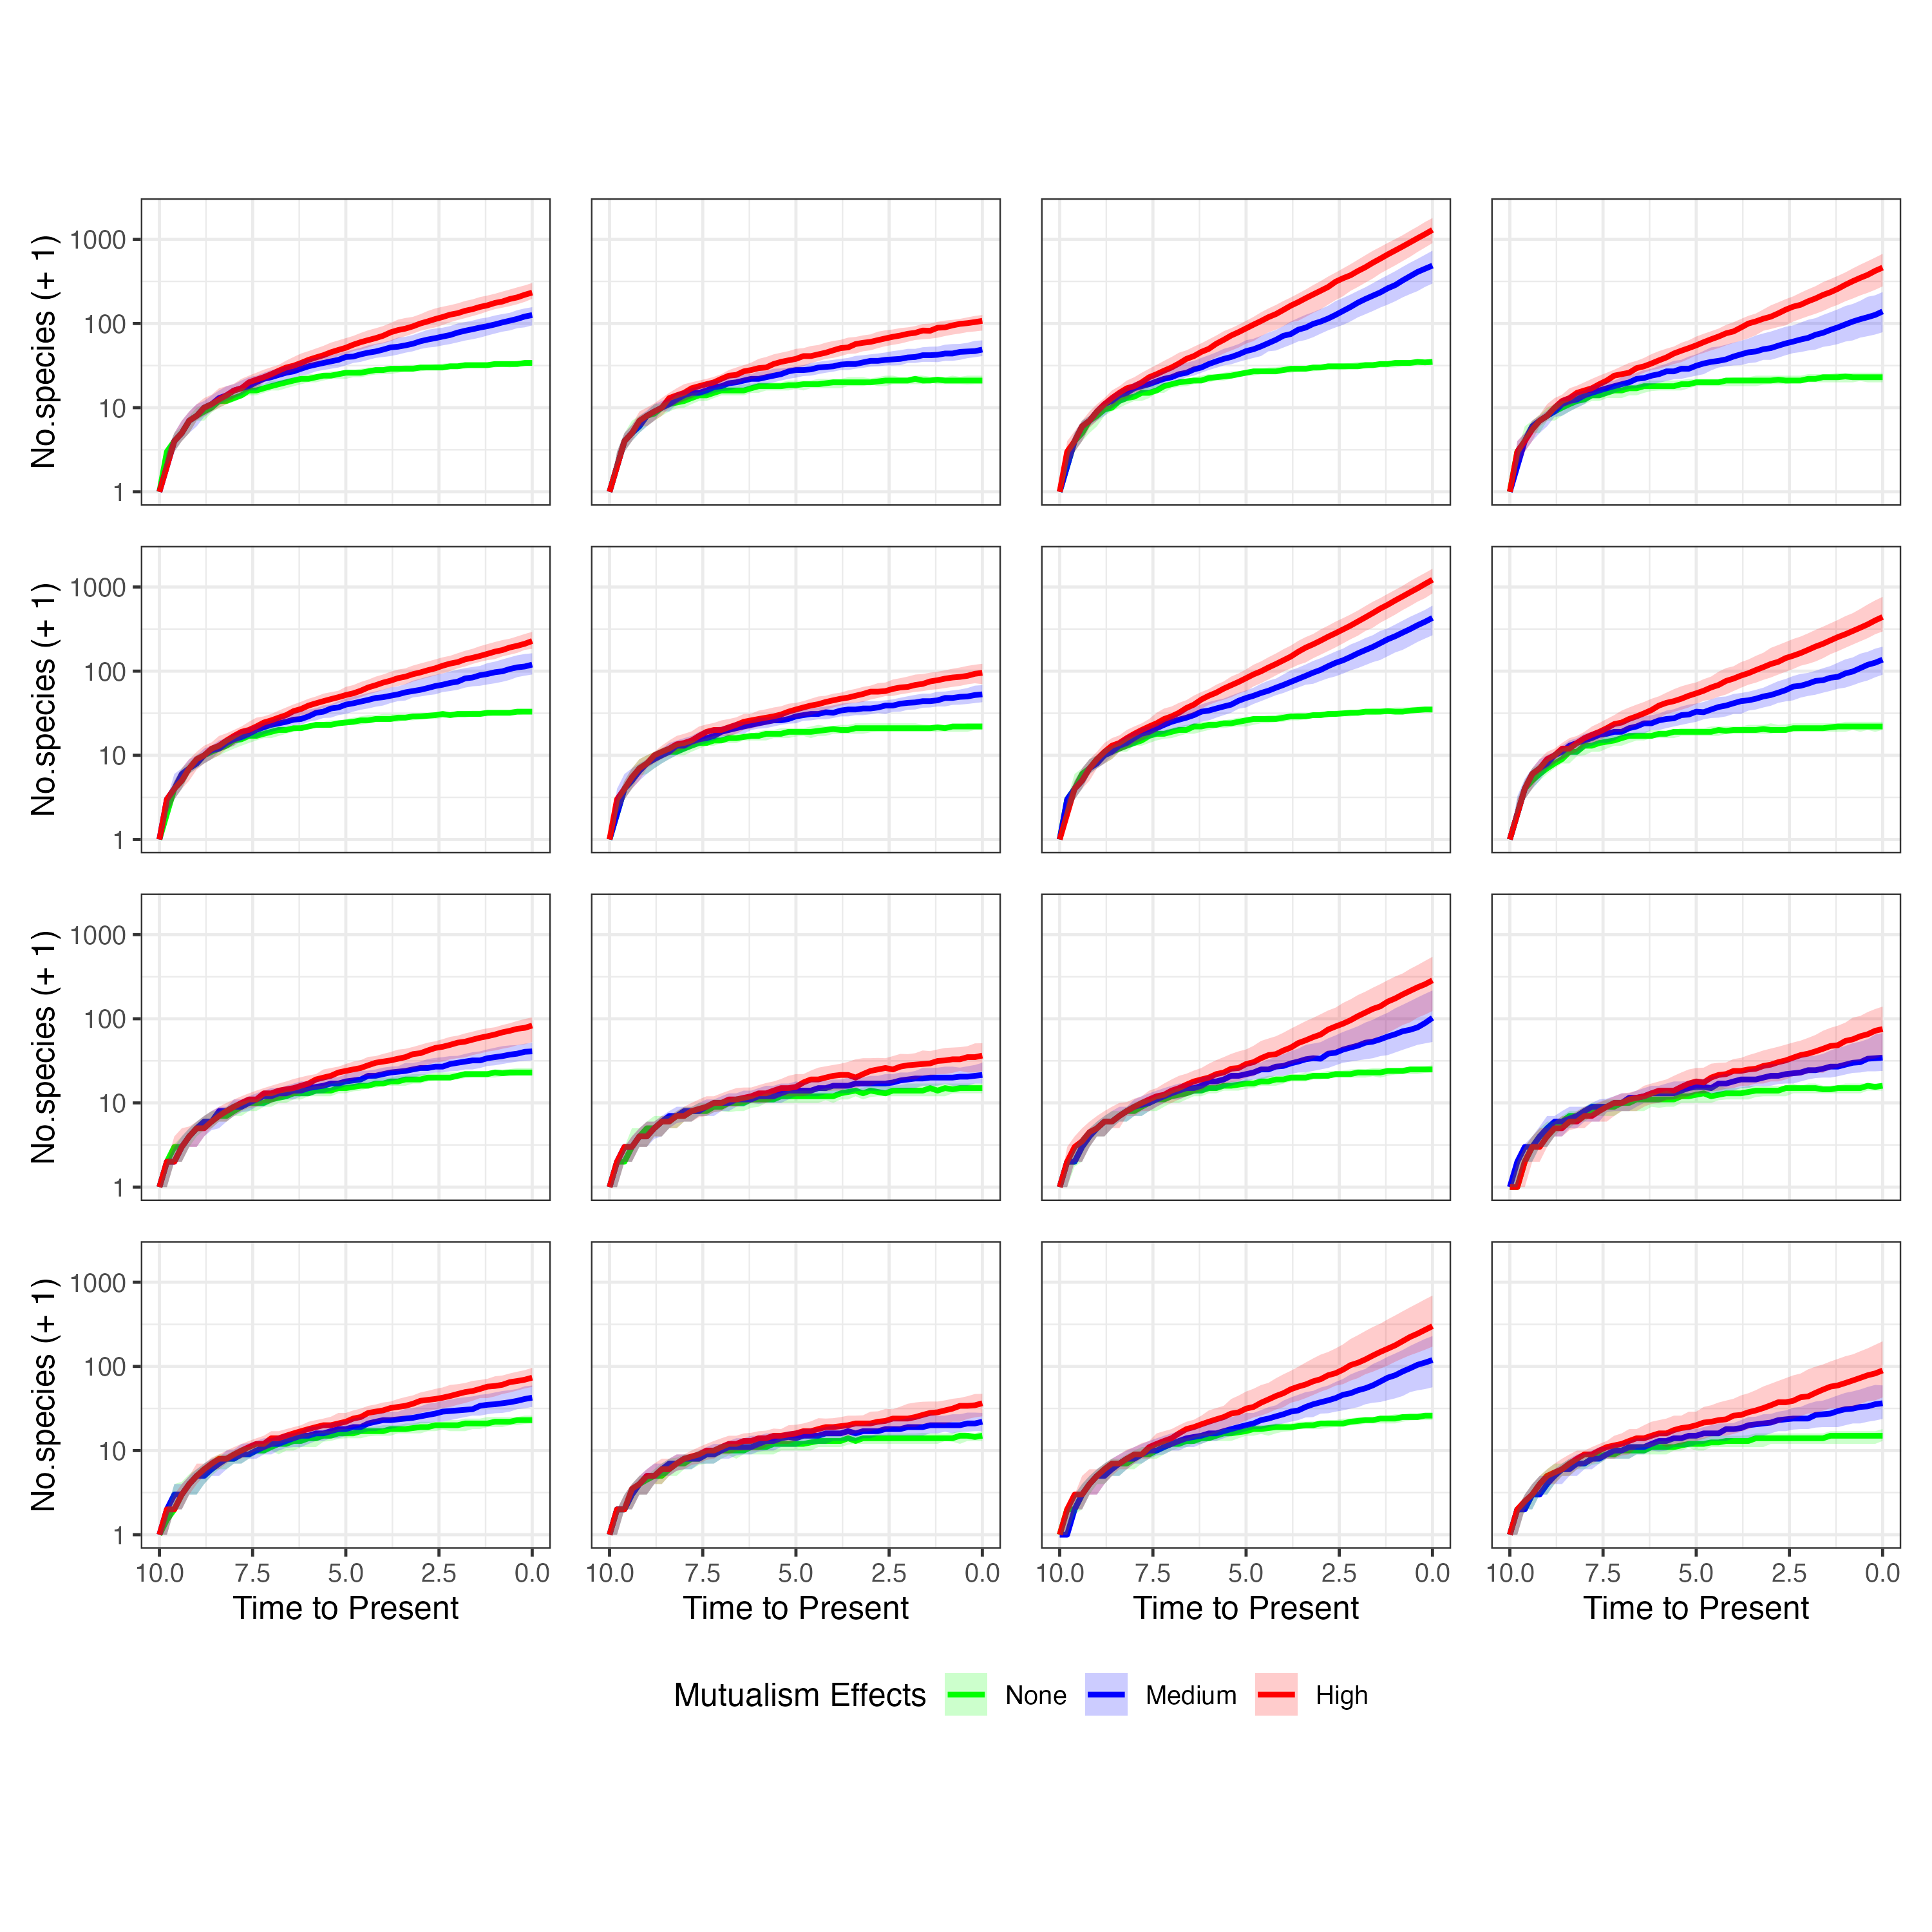 No.species (+ 1)
1000
100
10
1
No.species (+ 1)
1000
100
10
1
No.species (+ 1)
1000
100
10
1
No.species (+ 1)
1000
100
10
1
10.0 7.5 5.0 2.5 0.0 10.0 7.5 5.0 2.5 0.0 10.0 7.5 5.0 2.5 0.0 10.0 7.5 5.0 2.5 0.0
Time to Present Time to Present Time to Present Time to Present
Mutualism Effects None Medium High